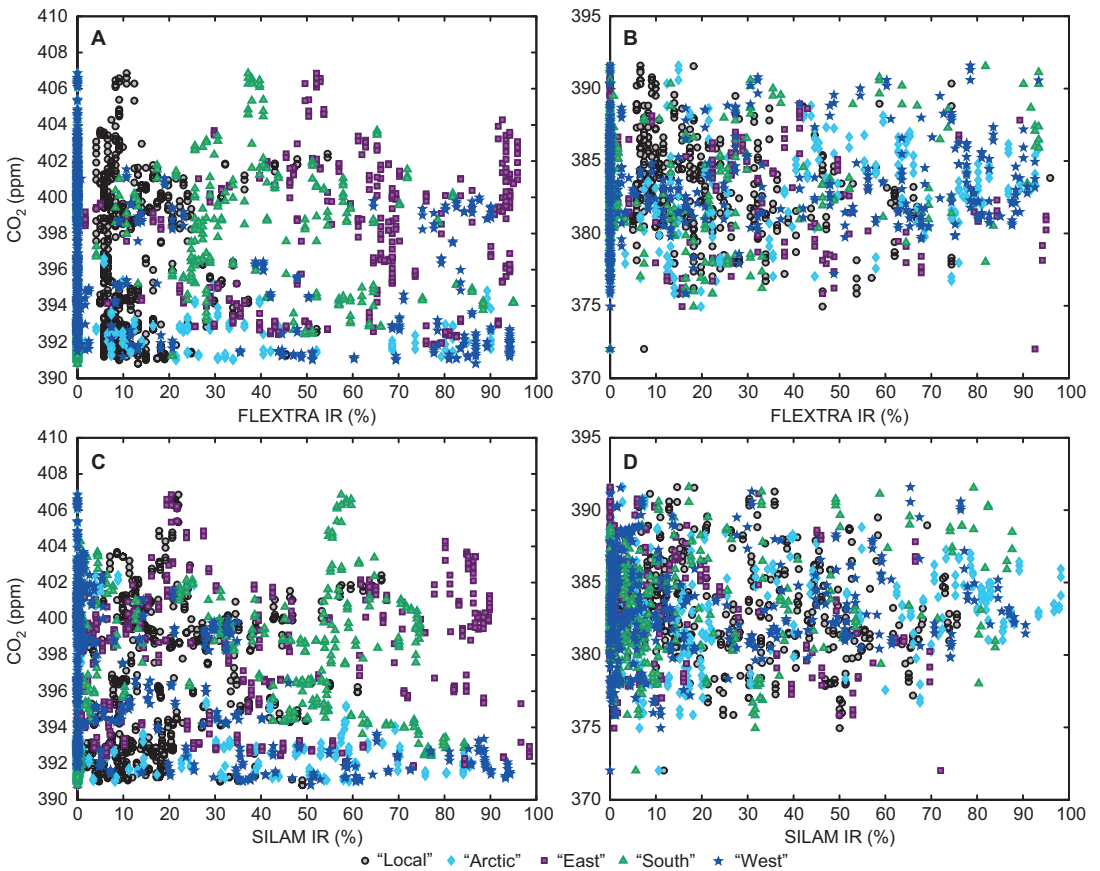 A
CO2 (ppm)
410
408
406
404
402
400
398
396
394
392
390
0 10 20 30 40 50 60 70 80 90 100
FLEXTRA IR (%)
B
395
390
385
380
375
370
0 10 20 30 40 50 60 70 80 90 100
FLEXTRA IR (%)
C
CO2 (ppm)
410
408
406
404
402
400
398
396
394
392
390
0 10 20 30 40 50 60 70 80 90 100
SILAM IR (%)
D
395
390
385
380
375
370
0 10 20 30 40 50 60 70 80 90 100
SILAM IR (%)
“Local” “Arctic” “East” “South” “West”